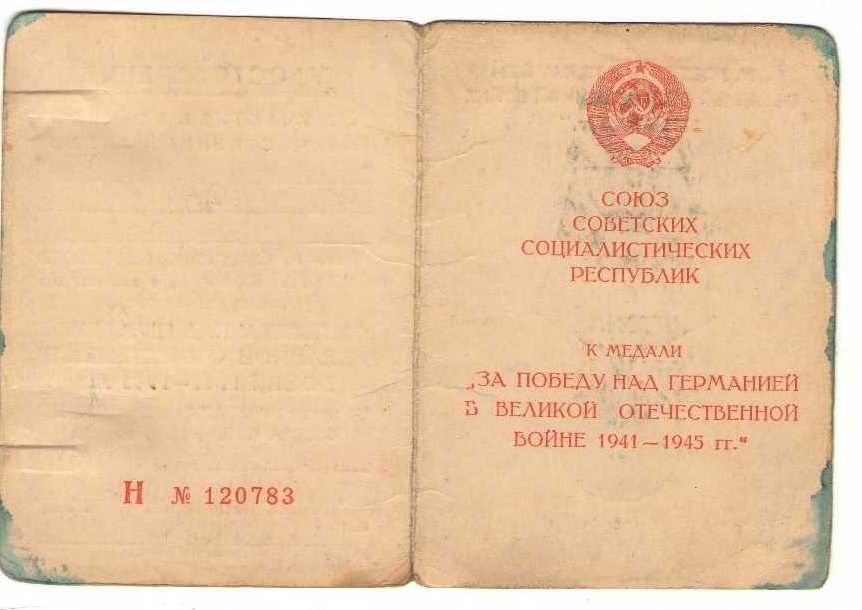 Н № 120783
СОЮЗ
СОВЕТСКИХ
СОЦИАЛИСТИЧЕСКИХ
РЕСПУБЛИК
К МЕДАЛИ
„ЗА ПОБЕДУ НАД ГЕРМАНИЕЙ
В ВЕЛИКОЙ ОТЕЧЕСТВЕННОЙ
ВОЙНЕ 1941—1945 гг.“